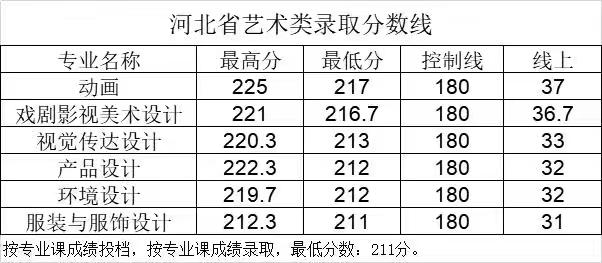 河北省艺术类录取分数线
专业名称 最高分 最低分 控制线 线上
动画 225 217 180 37
戏剧影视美术设计 221 216.7 180 36.7
视觉传达设计 220.3 213 180 33
产品设计 222.3 212 180 32
环境设计 219.7 212 180 32
服装与服饰设计 212.3 211 180 31
按专业课成绩投档，按专业课成绩录取，最低分数：211分。